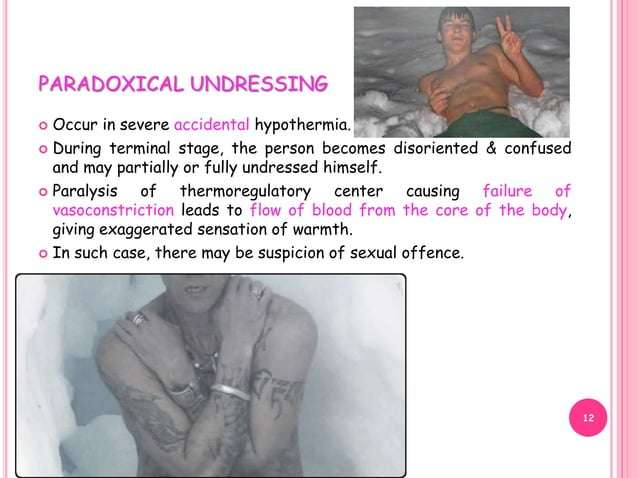 PARADOXICAL UNDRESSING
Occur in severe accidental hypothermia.
During terminal stage, the person becomes disoriented & confused
and may partially or fully undressed himself.
Paralysis of thermoregulatory center causing failure of
vasoconstriction leads to flow of blood from the core of the body,
giving exaggerated sensation of warmth.
In such case, there may be suspicion of sexual offence.
12